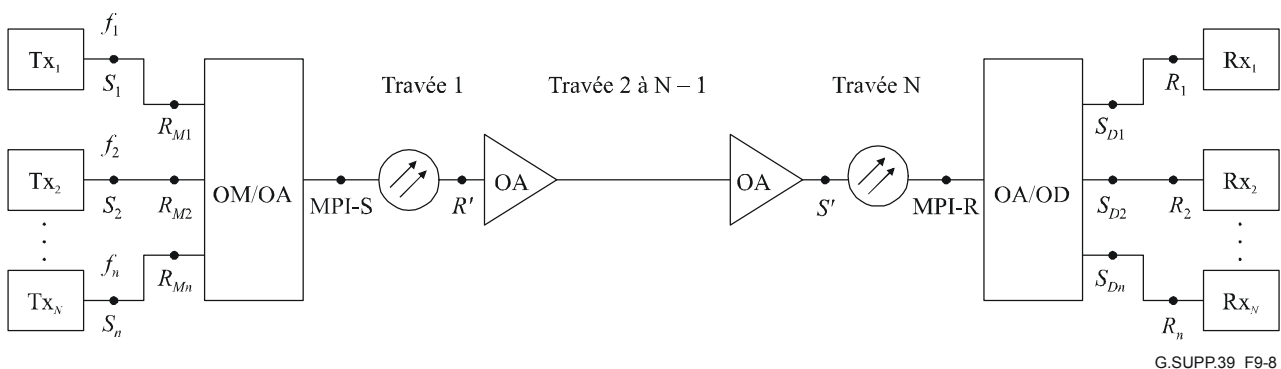 f1
Tx1
S1
RM1
f2
Tx2
S2
RM2
fn
TxN
Sn
RMn
OM/OA
MPI-S
Travée 1
R'
OA
Travée 2 à N – 1
OA
S'
Travée N
MPI-R
OA/OD
SD1
R1
Rx1
SD2
R2
Rx2
SDn
Rn
RxN
G.SUPP.39 F9-8